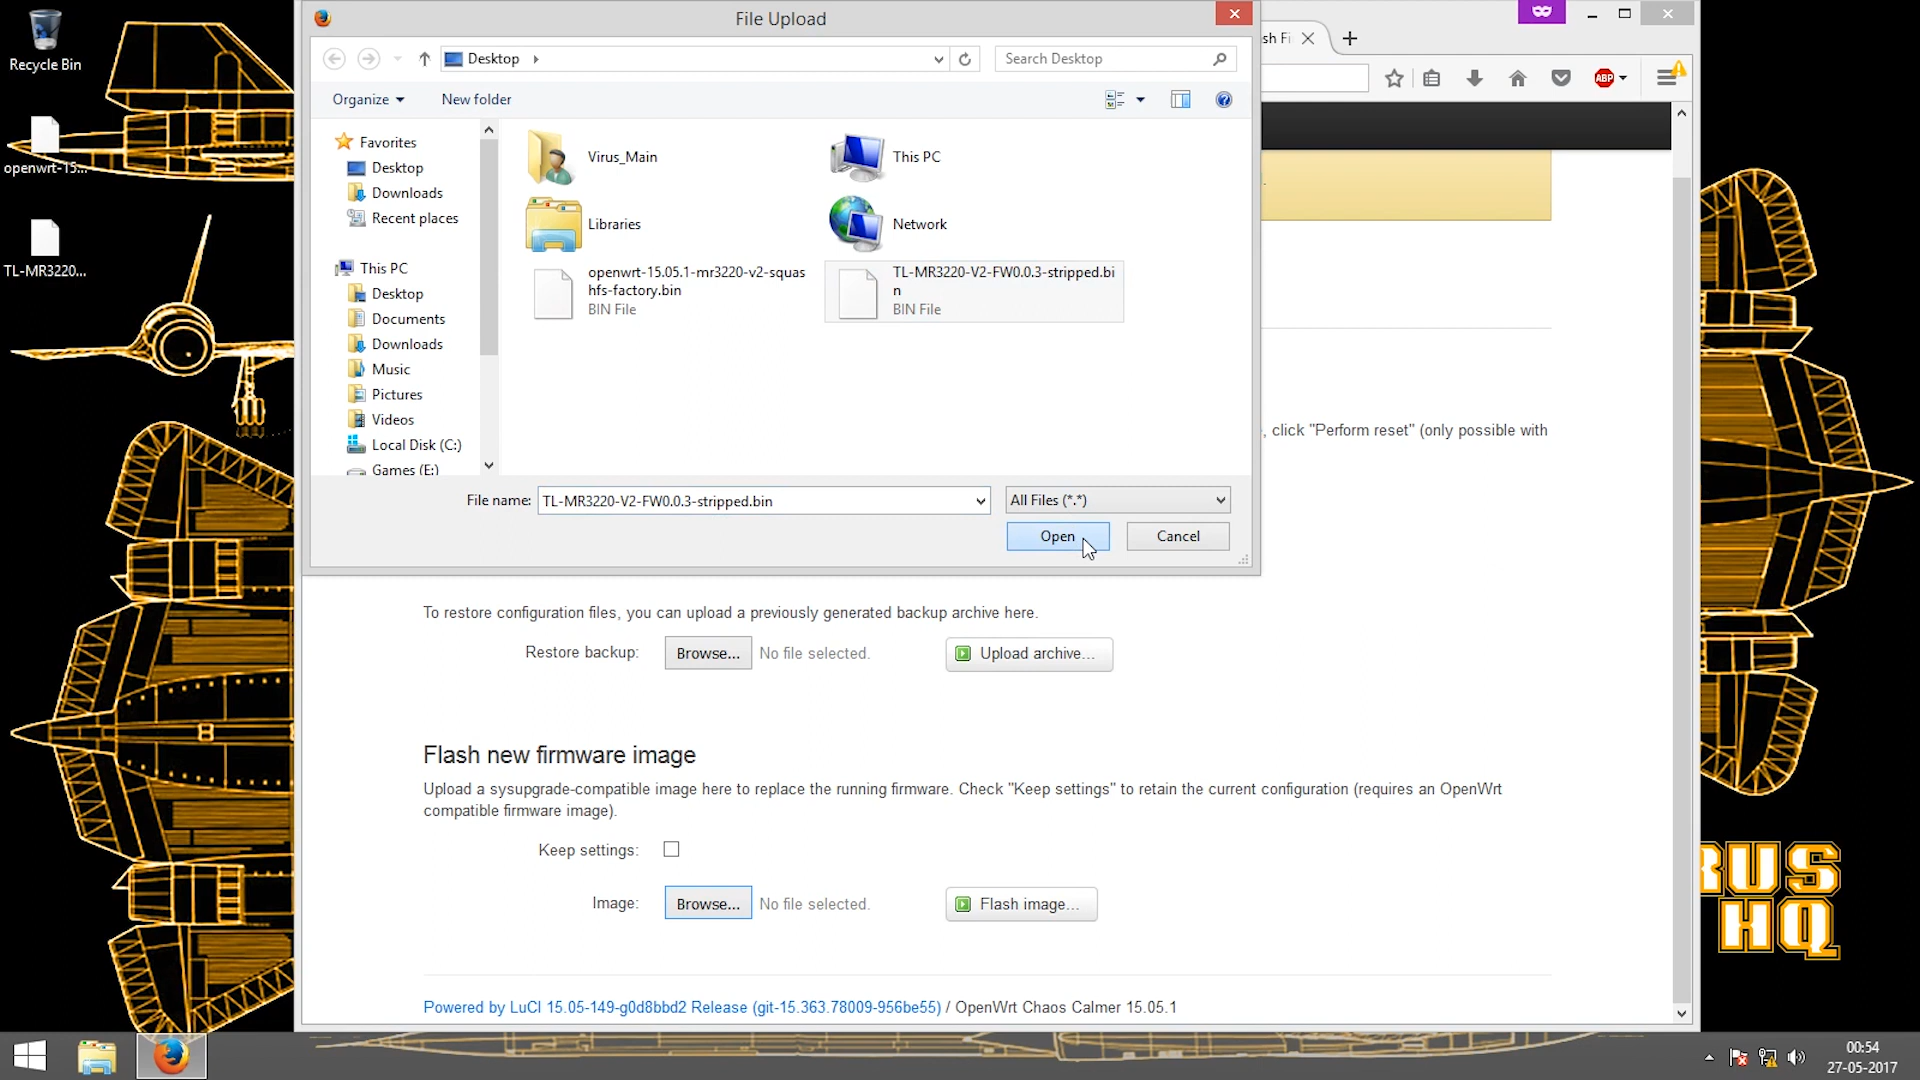 Recycle Bin
openwrt-15...
TL-MR3220...
File Upload
Desktop
Search Desktop
Organize
New folder
Favorites
Desktop
Downloads
Recent places
This PC
Desktop
Documents
Downloads
Music
Pictures
Videos
Local Disk (C:)
Games (E:)
Virus_Main
This PC
Libraries
Network
openwrt-15.05.1-mr3220-v2-squas
hfs-factory.bin
BIN File
TL-MR3220-V2-FW0.0.3-stripped.bi
n
BIN File
File name:
TL-MR3220-V2-FW0.0.3-stripped.bin
All Files (*.*)
Open
Cancel
sh Fi
ABP
, click "Perform reset" (only possible with
To restore configuration files, you can upload a previously generated backup archive here.
Restore backup:
Browse...
No file selected.
Upload archive...
Flash new firmware image
Upload a sysupgrade-compatible image here to replace the running firmware. Check "Keep settings" to retain the current configuration (requires an OpenWrt
compatible firmware image).
Keep settings:
Image:
Browse...
No file selected.
Flash image...
Powered by LuCI 15.05-149-g0d8bbd2 Release (git-15.363.78009-956be55) / OpenWrt Chaos Calmer 15.05.1
RUS
HQ
00:54
27-05-2017